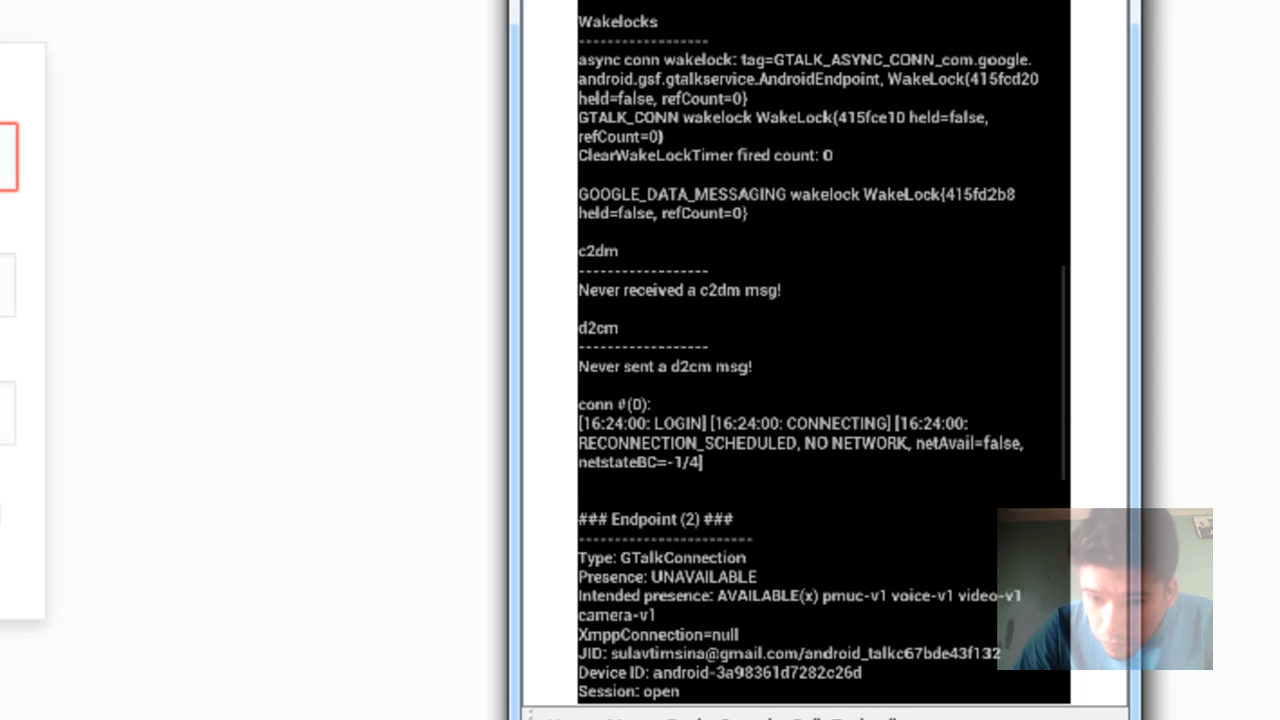 Wakelocks
------------------
async conn wakelock: tag=GTALK_ASYNC_CONN_com.google.
android.gsf.gtalkservice.AndroidEndpoint, WakeLock{415fcd20
held=false, refCount=0}
GTALK_CONN wakelock WakeLock{415fce10 held=false,
refCount=0}
ClearWakeLockTimer fired count: 0
GOOGLE_DATA_MESSAGING wakelock WakeLock{415fd2b8
held=false, refCount=0}
c2dm
------------------
Never received a c2dm msg!
d2cm
------------------
Never sent a d2cm msg!
conn #(0):
[16:24:00: LOGIN] [16:24:00: CONNECTING] [16:24:00:
RECONNECTION_SCHEDULED, NO NETWORK, netAvail=false,
netstateBC=-1/4]
### Endpoint (2) ###
------------------------
Type: GTalkConnection
Presence: UNAVAILABLE
Intended presence: AVAILABLE(x) pmuc-v1 voice-v1 video-v1
camera-v1
XmppConnection=null
JID: sulavtimsina@gmail.com/android_talkc67bde43f132
Device ID: android-3a98361d7282c26d
Session: open